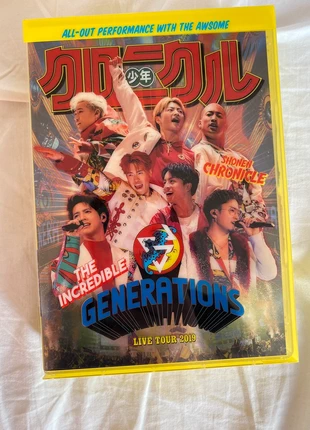 ALL-OUT PERFORMANCE WITH THE AWSOME
少年
クロニクル
SHONEN
CHRONICLE
THE
INCREDIBLE
GENERATIONS
LIVE TOUR 2019